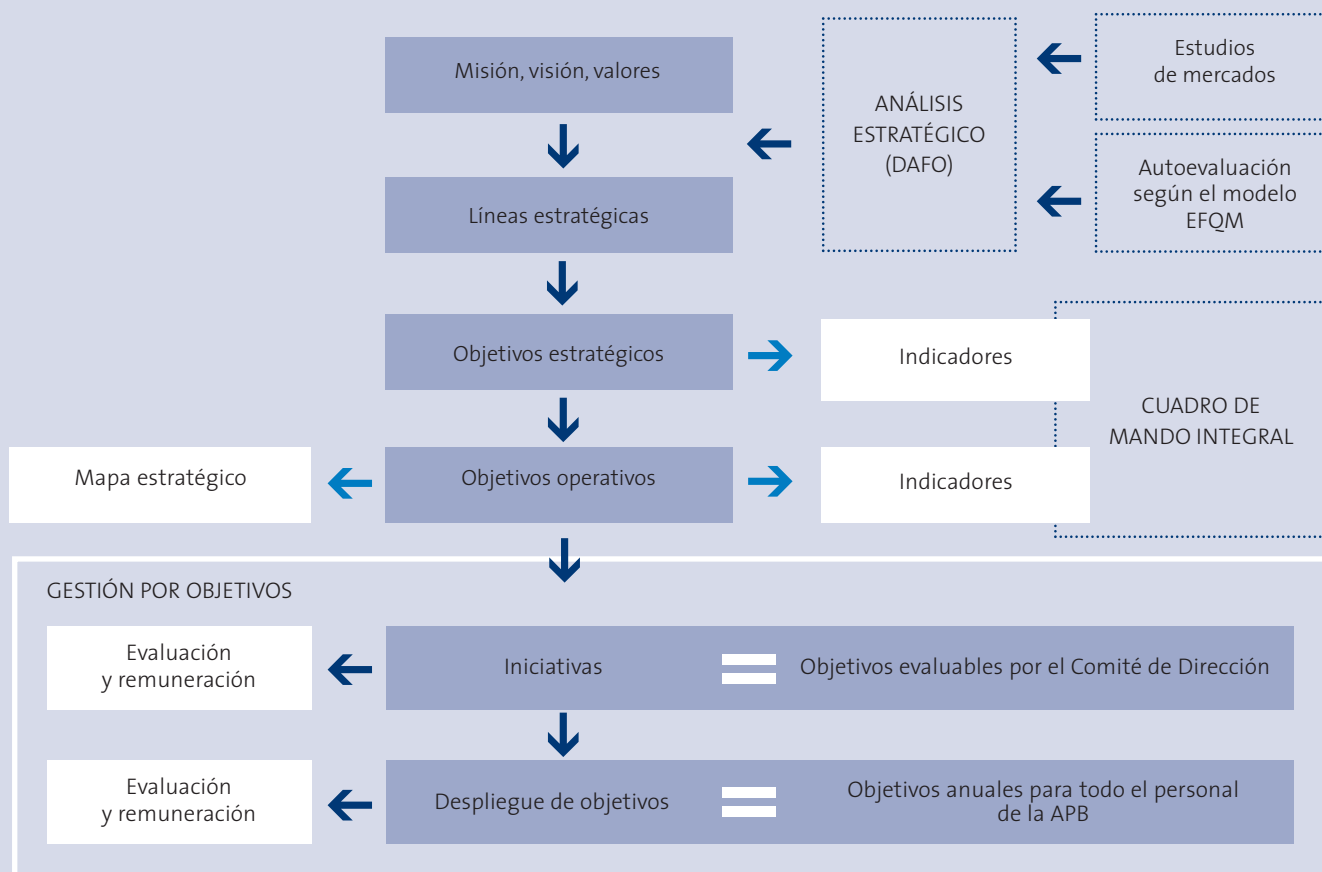 Misión, visión, valores
ANÁLISIS
ESTRATÉGICO
(DAFO)
Estudios
de mercados
Autoevaluación
según el modelo
EFQM
Líneas estratégicas
Objetivos estratégicos
Indicadores
CUADRO DE
MANDO INTEGRAL
Mapa estratégico
Objetivos operativos
Indicadores
GESTIÓN POR OBJETIVOS
Evaluación
y remuneración
Iniciativas
Objetivos evaluables por el Comité de Dirección
Evaluación
y remuneración
Despliegue de objetivos
Objetivos anuales para todo el personal
de la APB